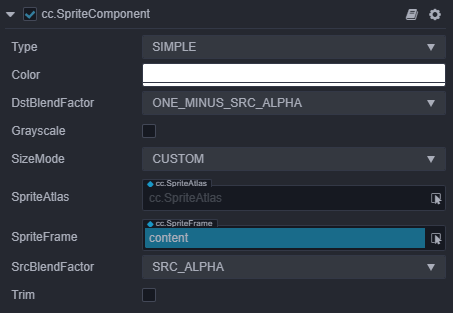 cc.SpriteComponent
Type SIMPLE
Color
DstBlendFactor ONE_MINUS_SRC_ALPHA
Grayscale
SizeMode CUSTOM
cc.SpriteAtlas
SpriteAtlas cc.SpriteAtlas
cc.SpriteFrame
SpriteFrame content
SrcBlendFactor SRC_ALPHA
Trim